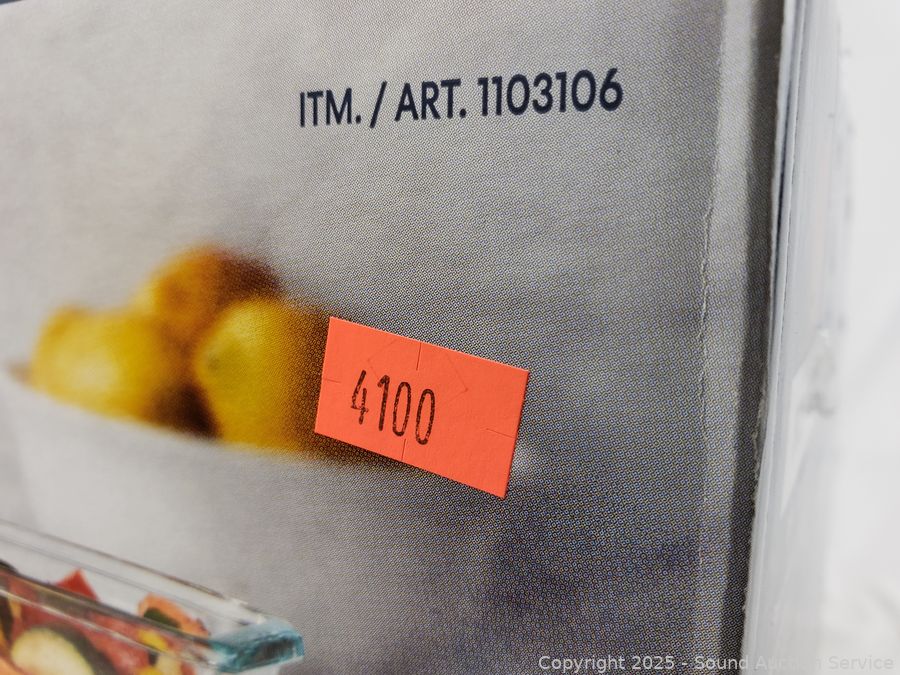 ITM. / ART. 1103106
4100
Copyright 2025 - Sound Auction Service